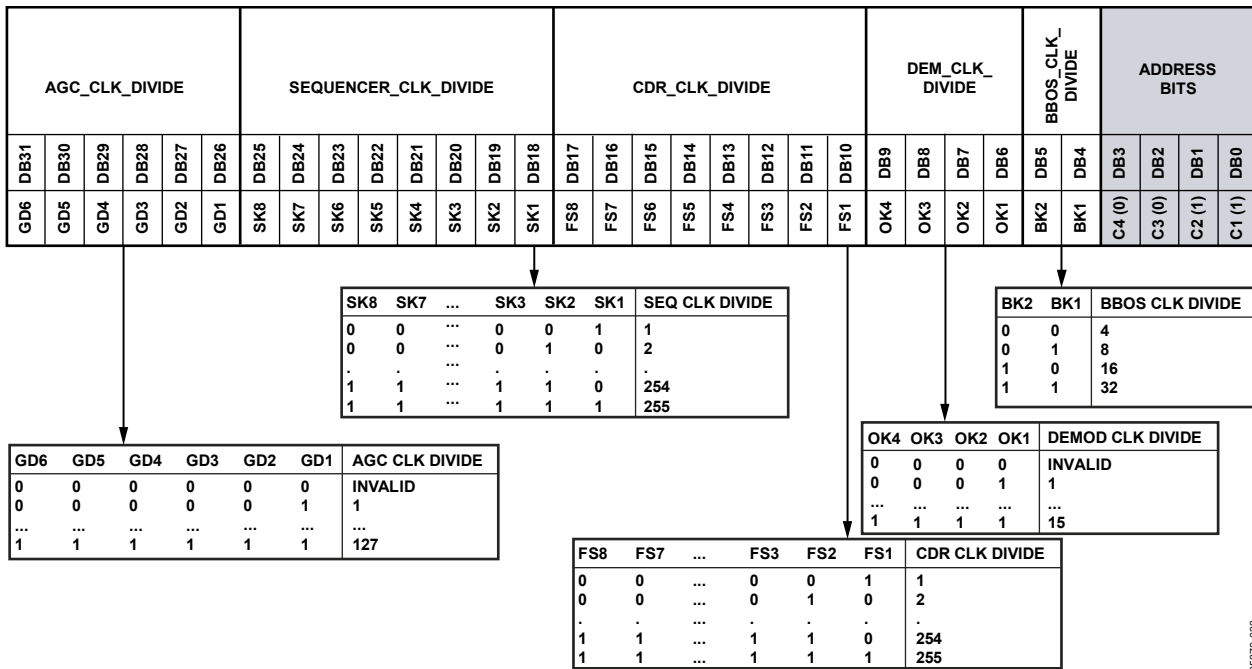 AGC_CLK_DIVIDE SEQUENCER_CLK_DIVIDE CDR_CLK_DIVIDE DEM_CLK_ DIVIDE BBOS_CLK_ DIVIDE ADDRESS BITS
DB31 DB30 DB29 DB28 DB27 DB26 DB25 DB24 DB23 DB22 DB21 DB20 DB19 DB18 DB17 DB16 DB15 DB14 DB13 DB12 DB11 DB10 DB9 DB8 DB7 DB6 DB5 DB4 DB3 DB2 DB1 DB0
GD6 GD5 GD4 GD3 GD2 GD1 SK8 SK7 SK6 SK5 SK4 SK3 SK2 SK1 FS8 FS7 FS6 FS5 FS4 FS3 FS2 FS1 OK4 OK3 OK2 OK1 BK2 BK1 C4 (0) C3 (0) C2 (1) C1 (1)
SK8 SK7 ... SK3 SK2 SK1 SEQ CLK DIVIDE
0 0 ... 0 0 1 1
0 0 ... 0 1 0 2
. . ... . . . .
1 1 ... 1 1 0 254
1 1 ... 1 1 1 255
BK2 BK1 BBOS CLK DIVIDE
0 0 4
0 1 8
1 0 16
1 1 32
GD6 GD5 GD4 GD3 GD2 GD1 AGC CLK DIVIDE
0 0 0 0 0 0 INVALID
0 0 0 0 0 1 1
... ... ... ... ... ... ...
1 1 1 1 1 1 127
OK4 OK3 OK2 OK1 DEMOD CLK DIVIDE
0 0 0 0 INVALID
0 0 0 1 1
... ... ... ... ...
1 1 1 1 15
FS8 FS7 ... FS3 FS2 FS1 CDR CLK DIVIDE
0 0 ... 0 0 1 1
0 0 ... 0 1 0 2
. . ... . . . .
1 1 ... 1 1 0 254
1 1 ... 1 1 1 255